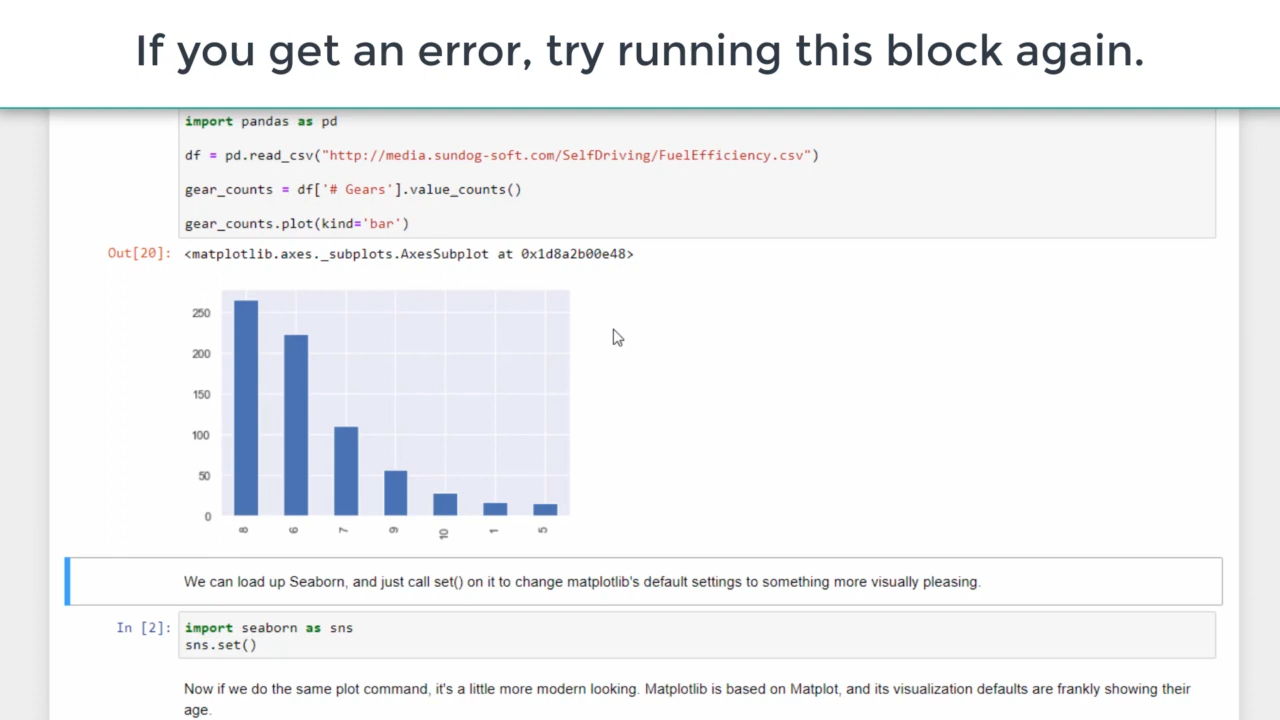 If you get an error, try running this block again.
import pandas as pd
df = pd.read_csv("http://media.sundog-soft.com/SelfDriving/FuelEfficiency.csv")
gear_counts = df['# Gears'].value_counts()
gear_counts.plot(kind='bar')
Out[20]: <matplotlib.axes._subplots.AxesSubplot at 0x1d8a2b00e48>
250
200
150
100
50
0
8 6 7 9 10 1 5
We can load up Seaborn, and just call set() on it to change matplotlib's default settings to something more visually pleasing.
In [2]: import seaborn as sns
sns.set()
Now if we do the same plot command, it's a little more modern looking. Matplotlib is based on Matplot, and its visualization defaults are frankly showing their
age.